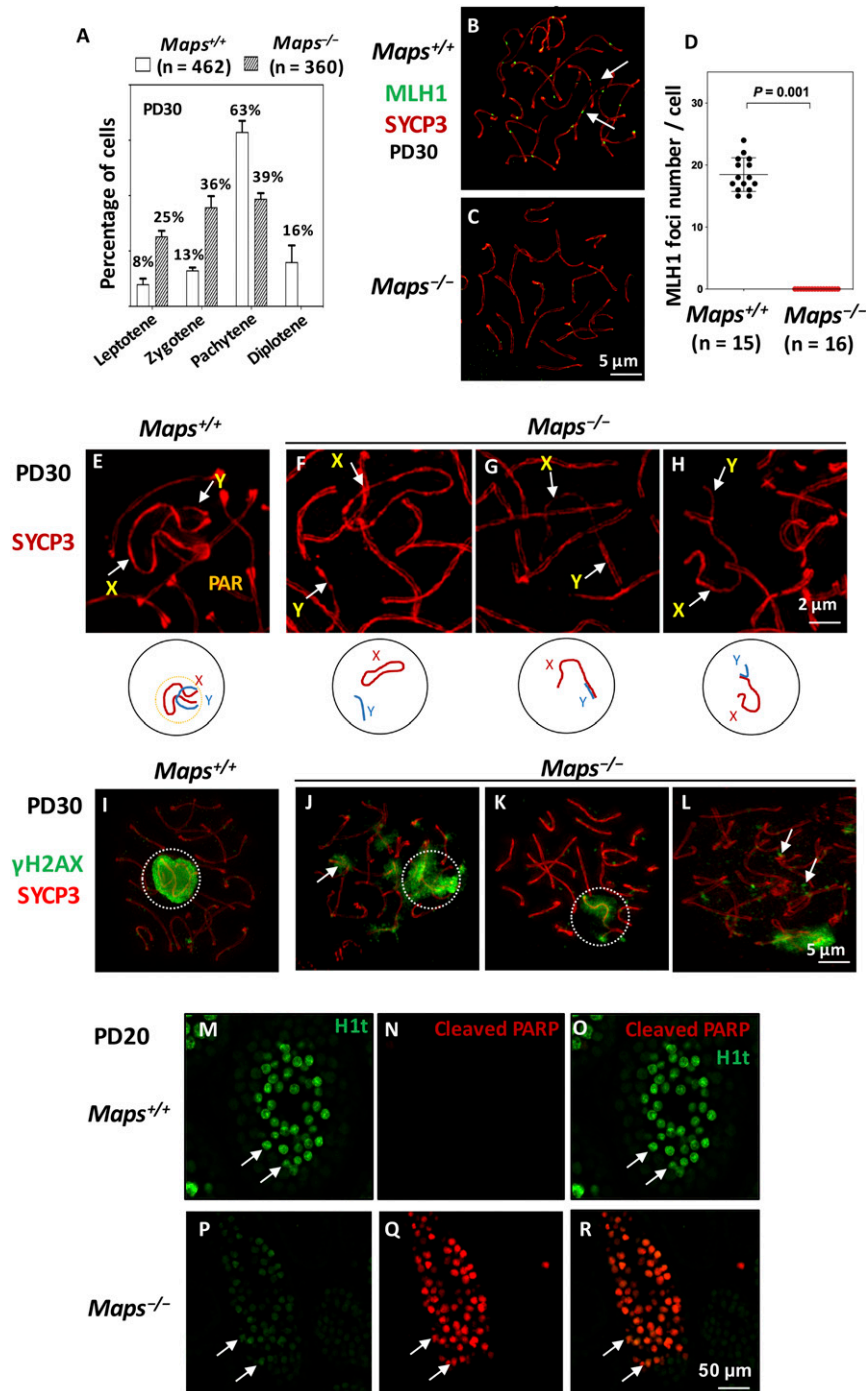 A
Maps+/+ Maps−/−
(n = 462) (n = 360)
PD30
Percentage of cells
8%
25%
13%
36%
63%
39%
16%
Leptotene
Zygotene
Pachytene
Diplotene
B
Maps+/+
MLH1
SYCP3
PD30
C
Maps−/−
5 μm
D
P = 0.001
MLH1 foci number / cell
30
20
10
0
Maps+/+ Maps−/−
(n = 15) (n = 16)
Maps+/+ Maps−/−
PD30
SYCP3
E
Y
X
PAR
F
X
Y
G
X
Y
H
Y
X
2 μm
X
Y
X
Y
X
Y
Y
X
Maps+/+ Maps−/−
PD30
γH2AX
SYCP3
I
J
K
L
5 μm
PD20
Maps+/+
M H1t
N Cleaved PARP
O Cleaved PARP
H1t
Maps−/−
P
Q
R
50 μm